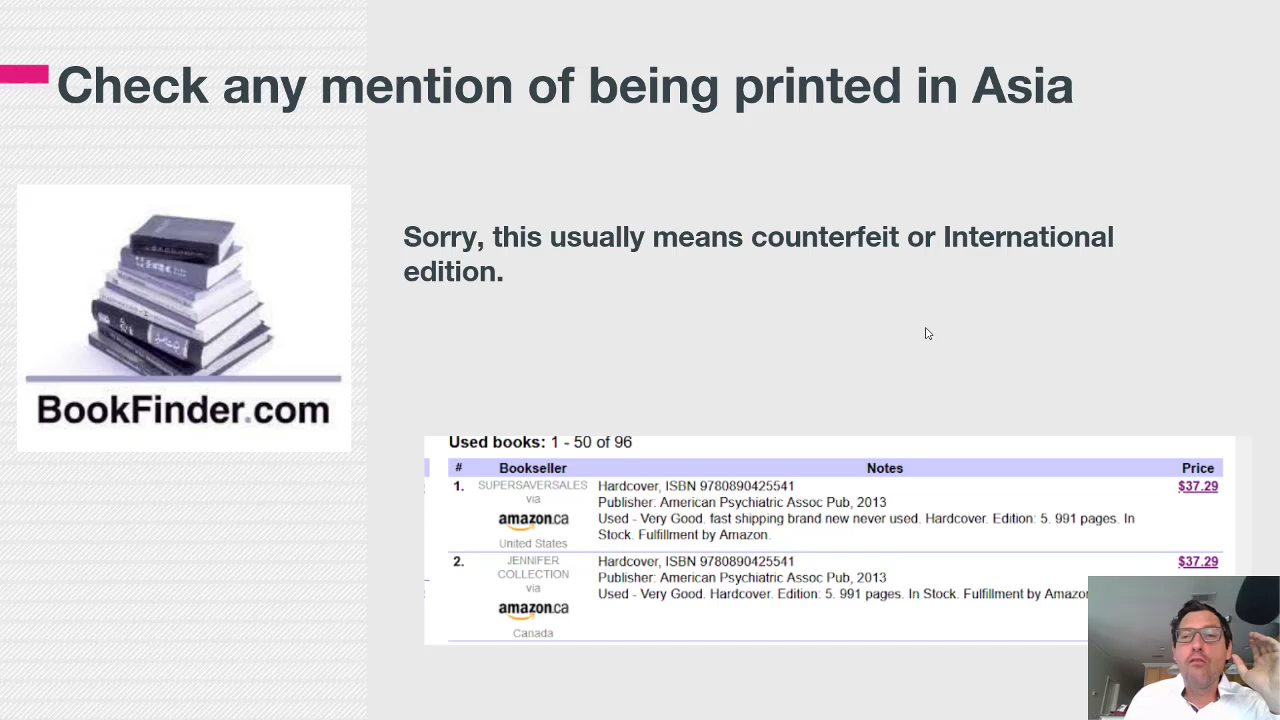 Check any mention of being printed in Asia
BookFinder.com
Sorry, this usually means counterfeit or International
edition.
Used books: 1 - 50 of 96
# Bookseller Notes Price
1. SUPERSAVERSALES Hardcover, ISBN 9780890425541 $37.29
via Publisher: American Psychiatric Assoc Pub, 2013
amazon.ca Used - Very Good. fast shipping brand new never used. Hardcover. Edition: 5. 991 pages. In
Stock. Fulfillment by Amazon.
United States
2. JENNIFER Hardcover, ISBN 9780890425541 $37.29
COLLECTION Publisher: American Psychiatric Assoc Pub, 2013
via Used - Very Good. Hardcover. Edition: 5. 991 pages. In Stock. Fulfillment by Amazon
amazon.ca
Canada